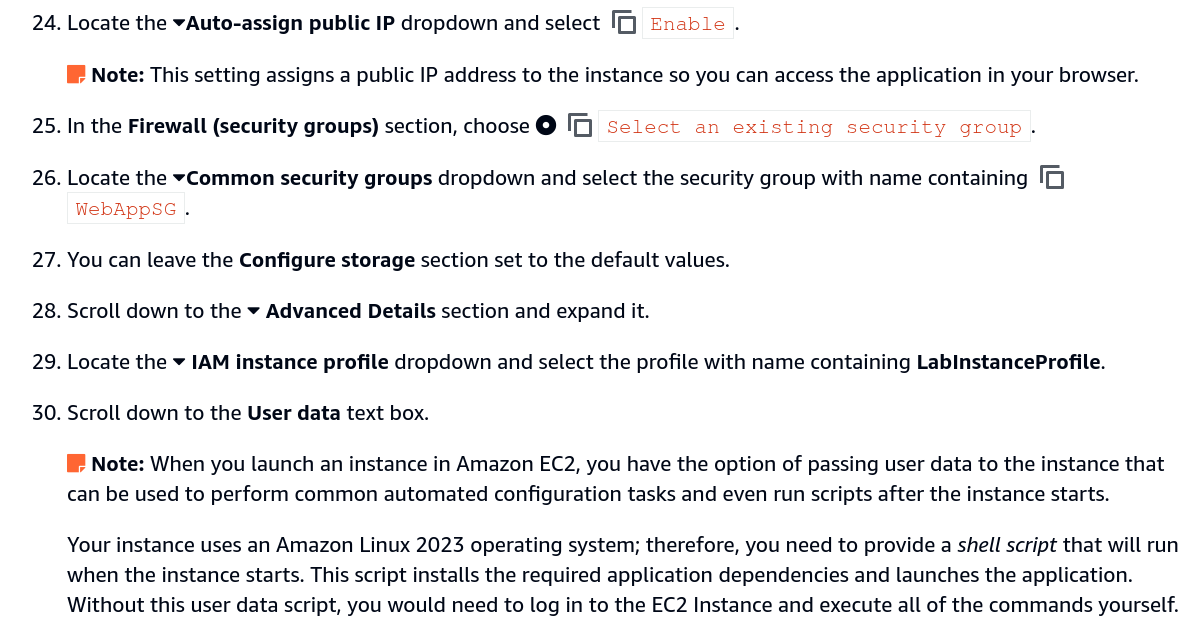 24. Locate the ▾Auto-assign public IP dropdown and select Enable.
Note: This setting assigns a public IP address to the instance so you can access the application in your browser.
25. In the Firewall (security groups) section, choose Select an existing security group.
26. Locate the ▾Common security groups dropdown and select the security group with name containing
WebAppSG.
27. You can leave the Configure storage section set to the default values.
28. Scroll down to the ▾ Advanced Details section and expand it.
29. Locate the ▾ IAM instance profile dropdown and select the profile with name containing LabInstanceProfile.
30. Scroll down to the User data text box.
Note: When you launch an instance in Amazon EC2, you have the option of passing user data to the instance that
can be used to perform common automated configuration tasks and even run scripts after the instance starts.
Your instance uses an Amazon Linux 2023 operating system; therefore, you need to provide a shell script that will run
when the instance starts. This script installs the required application dependencies and launches the application.
Without this user data script, you would need to log in to the EC2 Instance and execute all of the commands yourself.